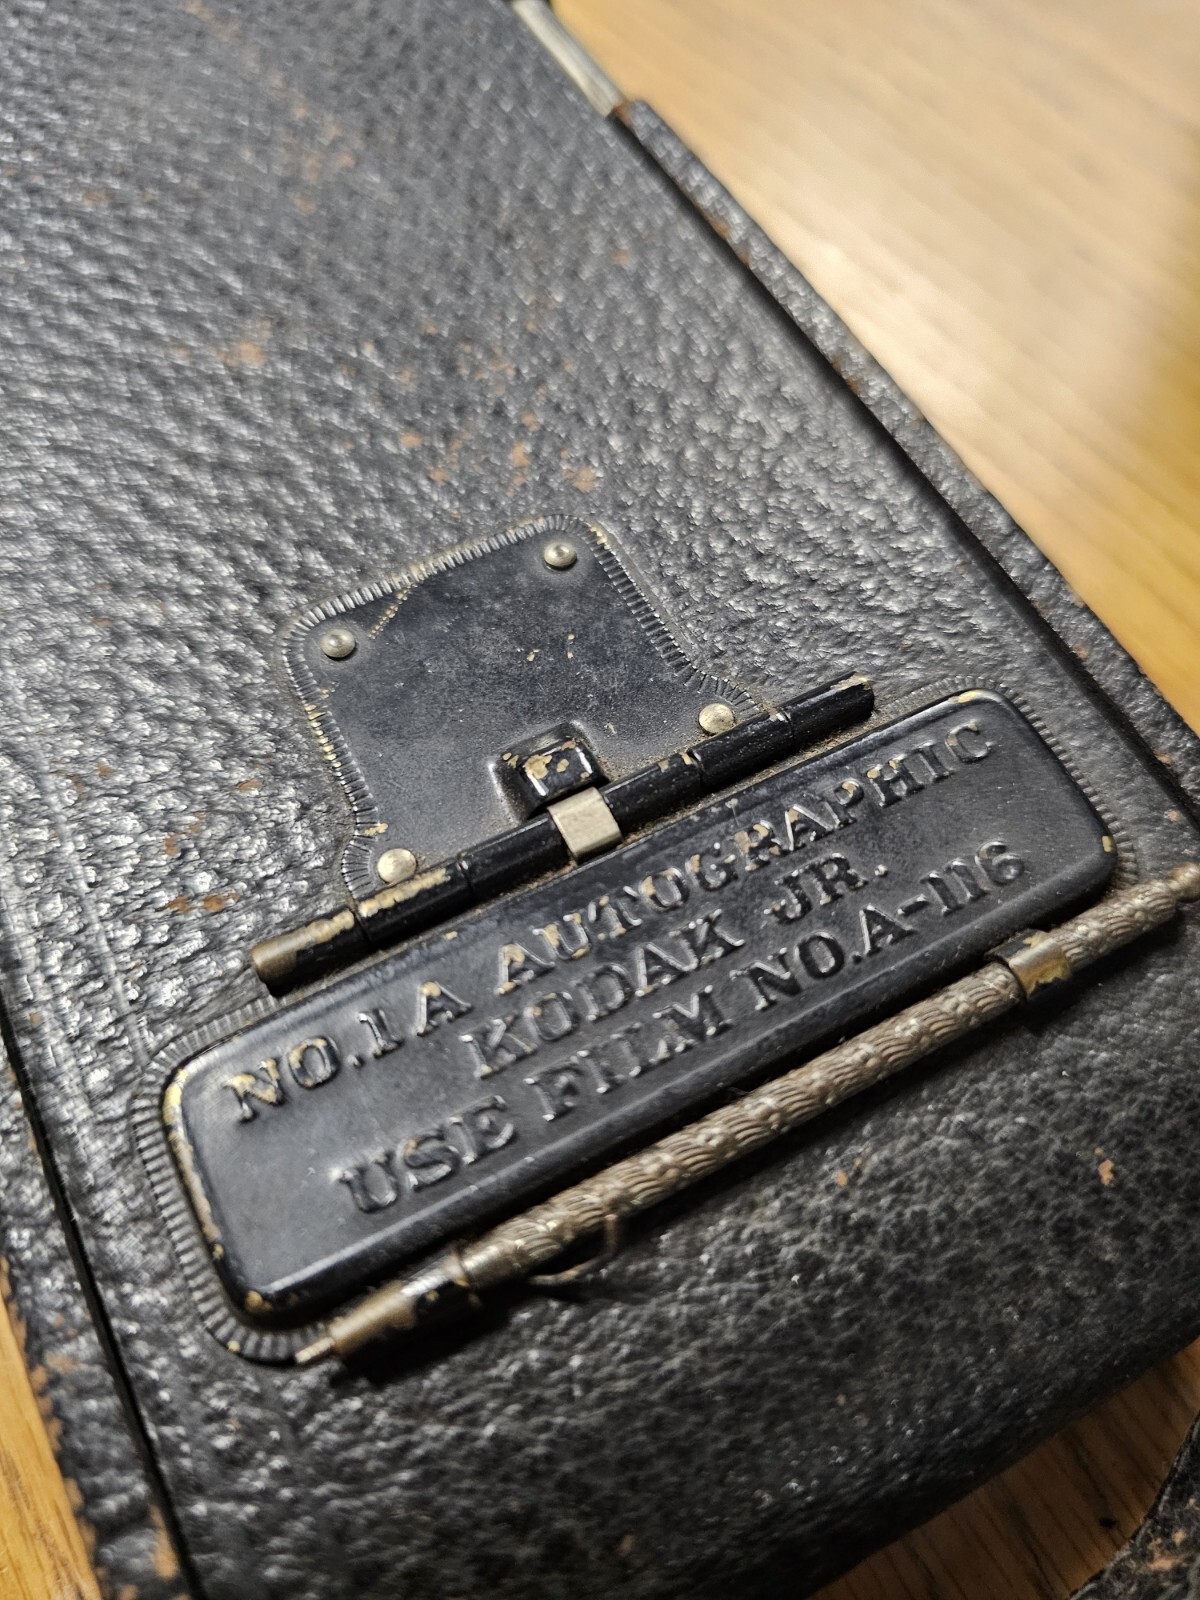 NO.1A AUTOGRAPHIC
KODAK JR.
USE FILM NO.A-116